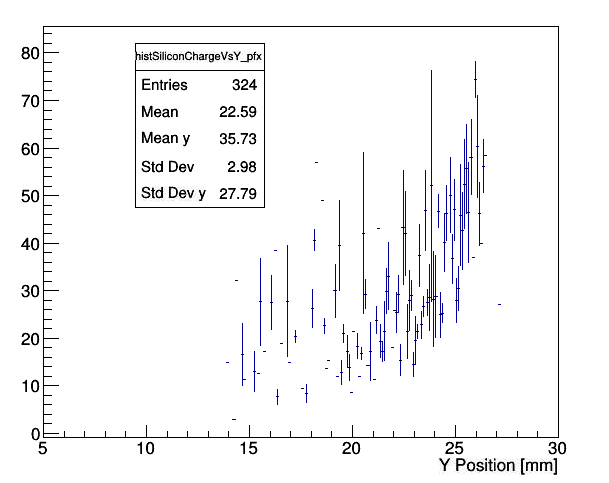 histSiliconChargeVsY_pfx
Entries 324
Mean 22.59
Mean y 35.73
Std Dev 2.98
Std Dev y 27.79
80
70
60
50
40
30
20
10
0
5 10 15 20 25 30
Y Position [mm]